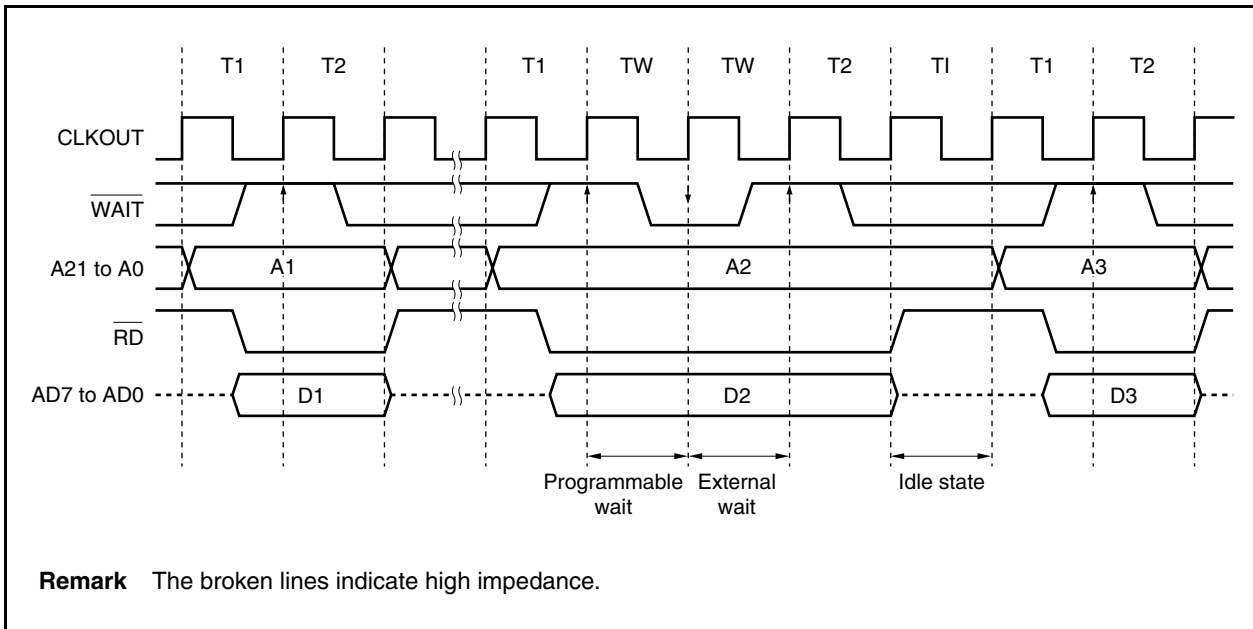 T1 T2 T1 TW TW T2 TI T1 T2
CLKOUT
WAIT
A21 to A0 A1 A2 A3
RD
AD7 to AD0 D1 D2 D3
Programmable wait External wait Idle state
Remark The broken lines indicate high impedance.